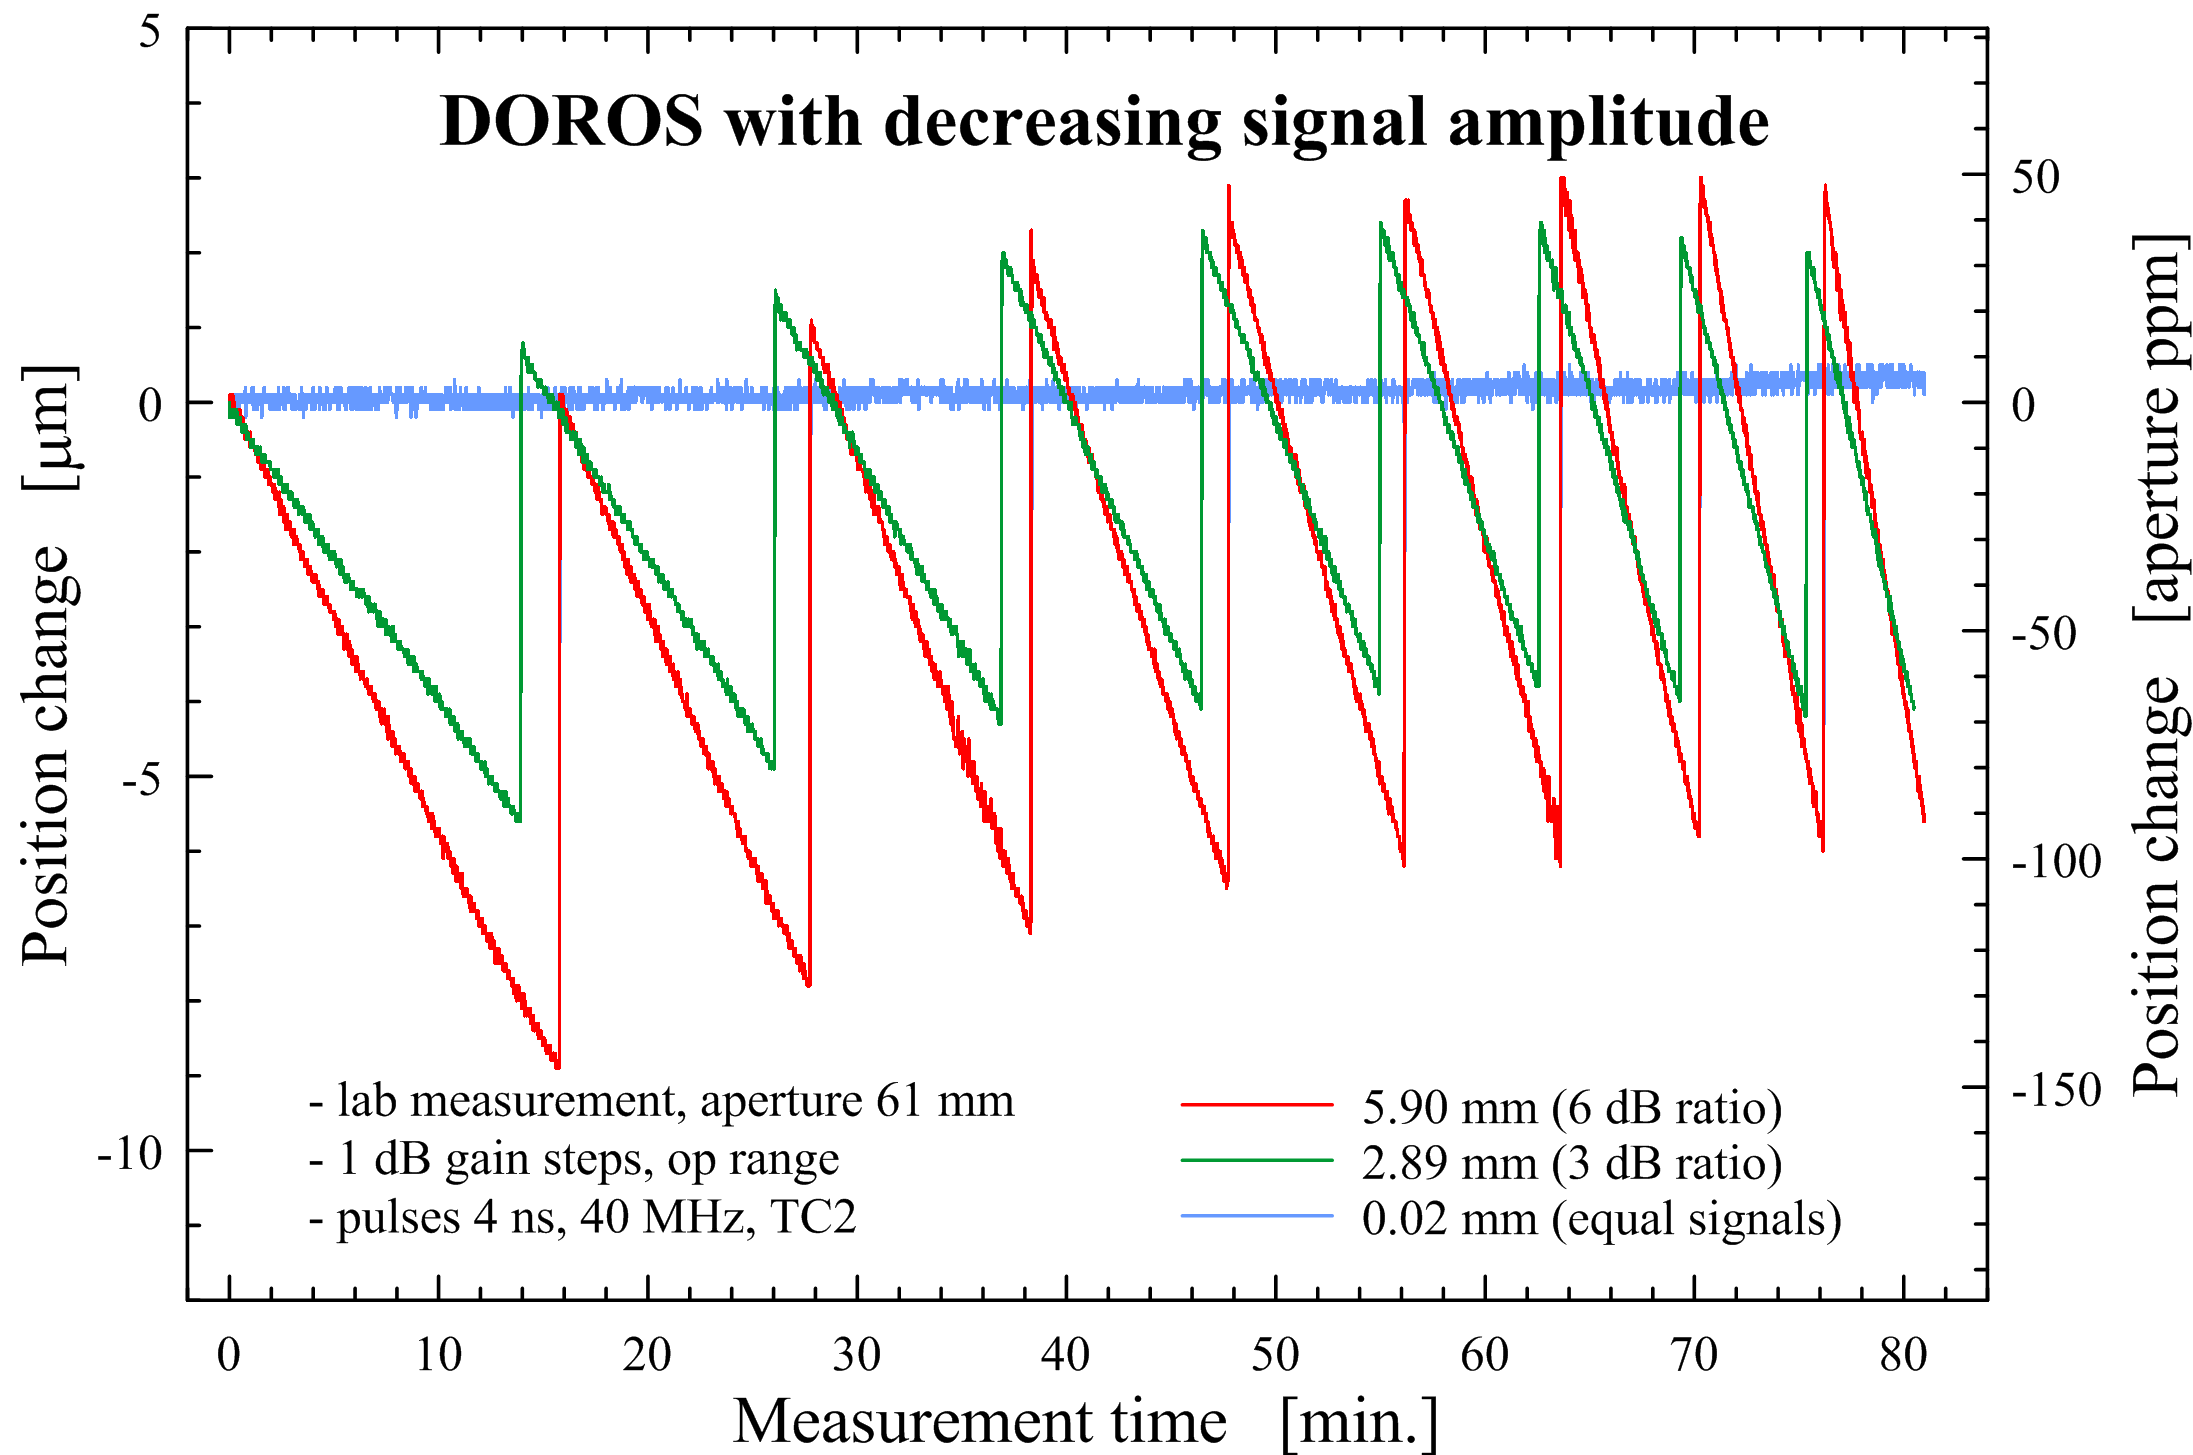 DOROS with decreasing signal amplitude
5
0
-5
-10
Position change [μm]
50
0
-50
-100
-150
Position change [aperture ppm]
- lab measurement, aperture 61 mm
- 1 dB gain steps, op range
- pulses 4 ns, 40 MHz, TC2
5.90 mm (6 dB ratio)
2.89 mm (3 dB ratio)
0.02 mm (equal signals)
0 10 20 30 40 50 60 70 80
Measurement time [min.]